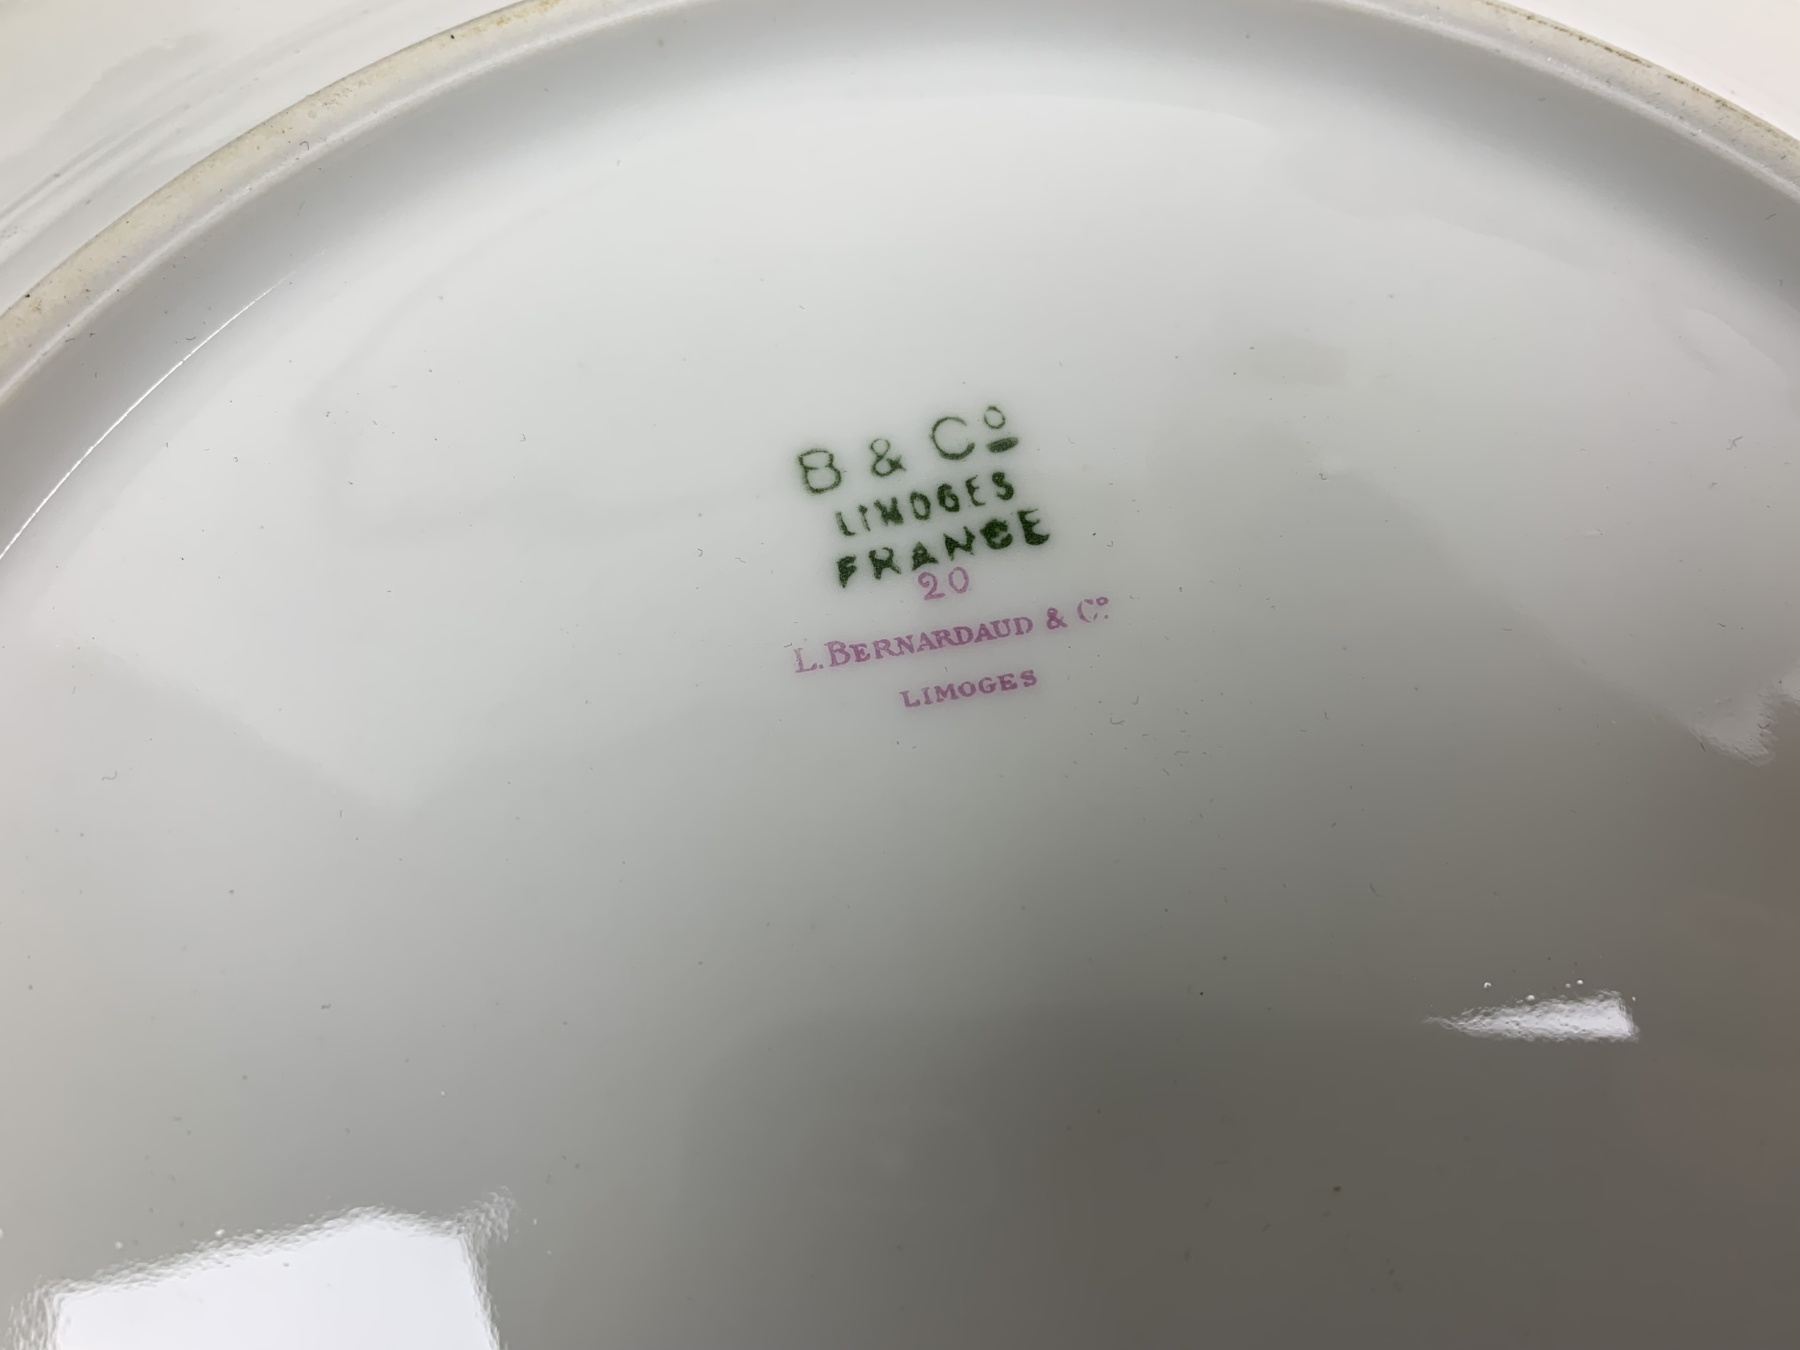 B & Cº
LIMOGES
FRANCE
20
L. BERNARDAUD & Cº
LIMOGES